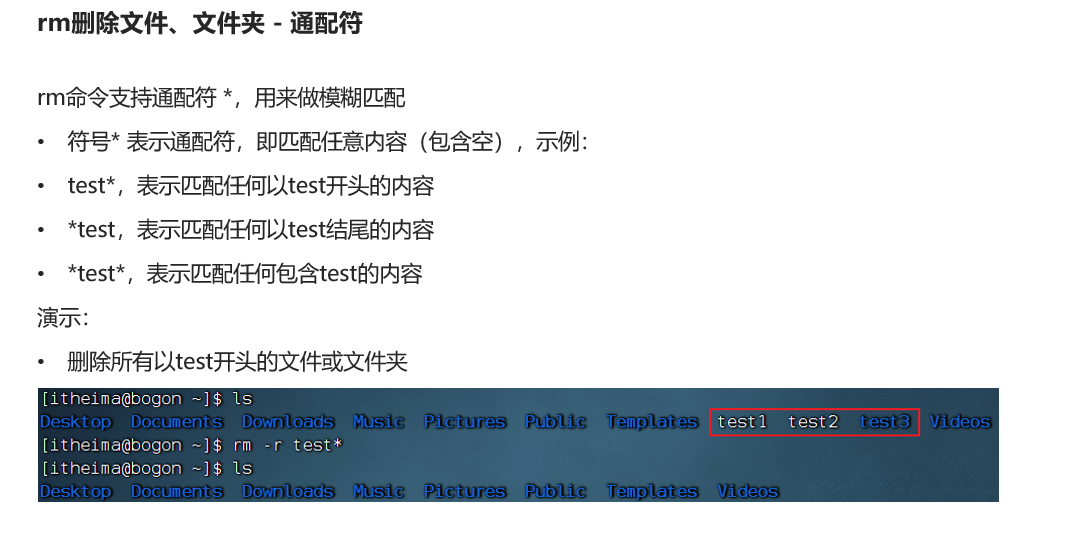 rm删除文件、文件夹 - 通配符
rm命令支持通配符 *，用来做模糊匹配
• 符号* 表示通配符，即匹配任意内容（包含空），示例：
• test*，表示匹配任何以test开头的内容
• *test，表示匹配任何以test结尾的内容
• *test*，表示匹配任何包含test的内容
演示：
• 删除所有以test开头的文件或文件夹
[itheima@bogon ~]$ ls
Desktop Documents Downloads Music Pictures Public Templates test1 test2 test3 Videos
[itheima@bogon ~]$ rm -r test*
[itheima@bogon ~]$ ls
Desktop Documents Downloads Music Pictures Public Templates Videos